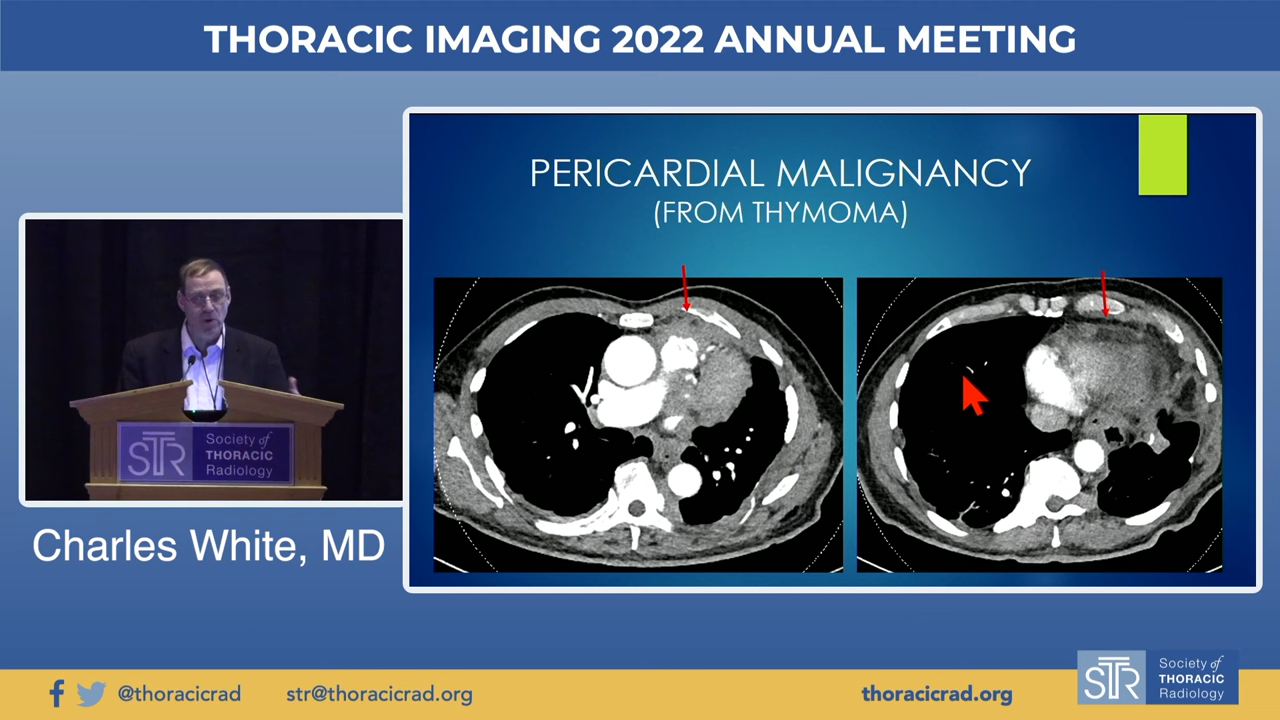 THORACIC IMAGING 2022 ANNUAL MEETING
PERICARDIAL MALIGNANCY
(FROM THYMOMA)
STR
Society of
THORACIC
Radiology
Charles White, MD
@thoracicrad
str@thoracicrad.org
thoracicrad.org
STR
Society of
THORACIC
Radiology